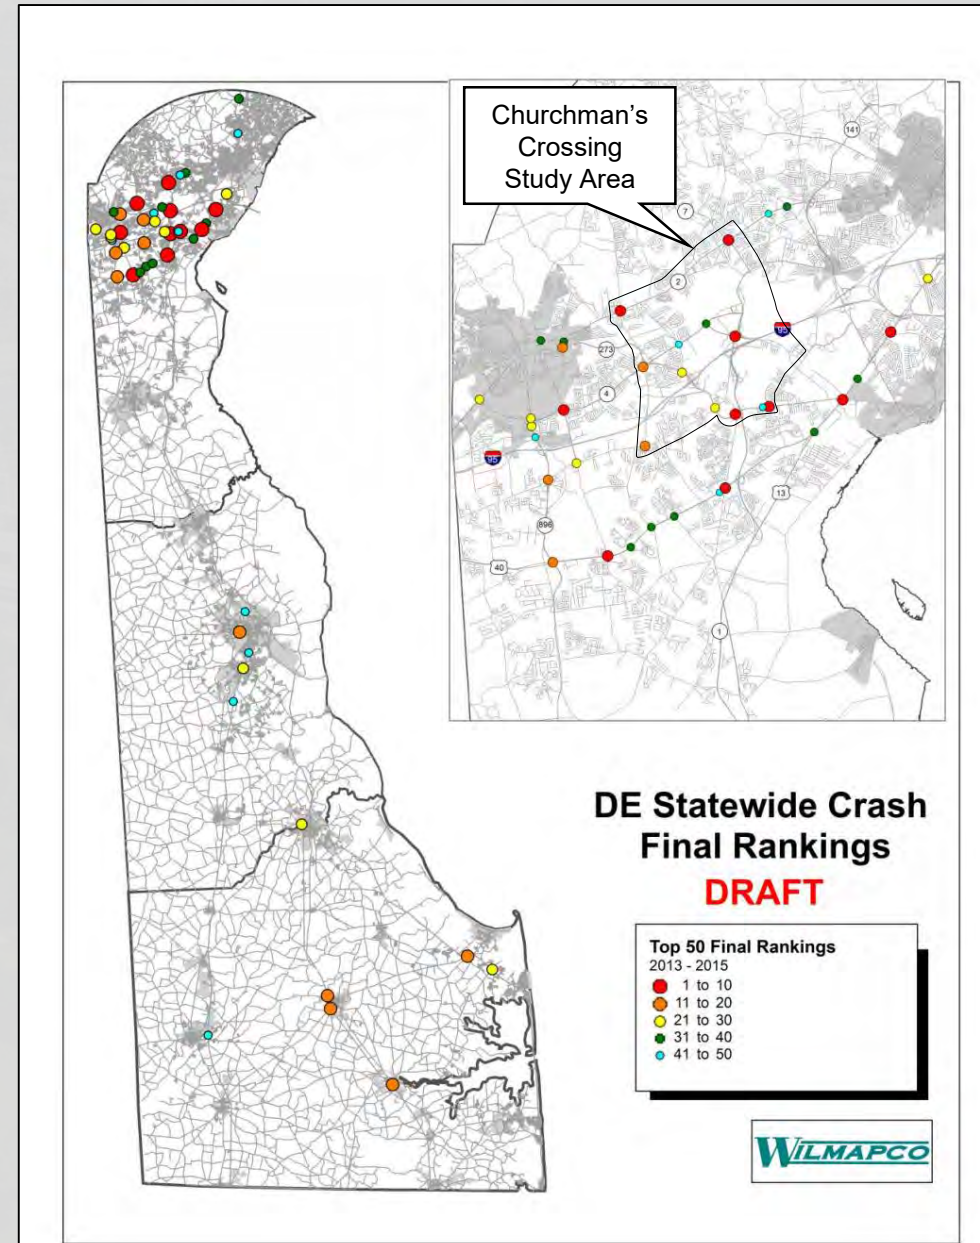 Churchman's
Crossing
Study Area
141
7
2
95
273
4
95
13
896
40
1
DE Statewide Crash
Final Rankings
DRAFT
Top 50 Final Rankings
2013 - 2015
1 to 10
11 to 20
21 to 30
31 to 40
41 to 50
WILMAPCO